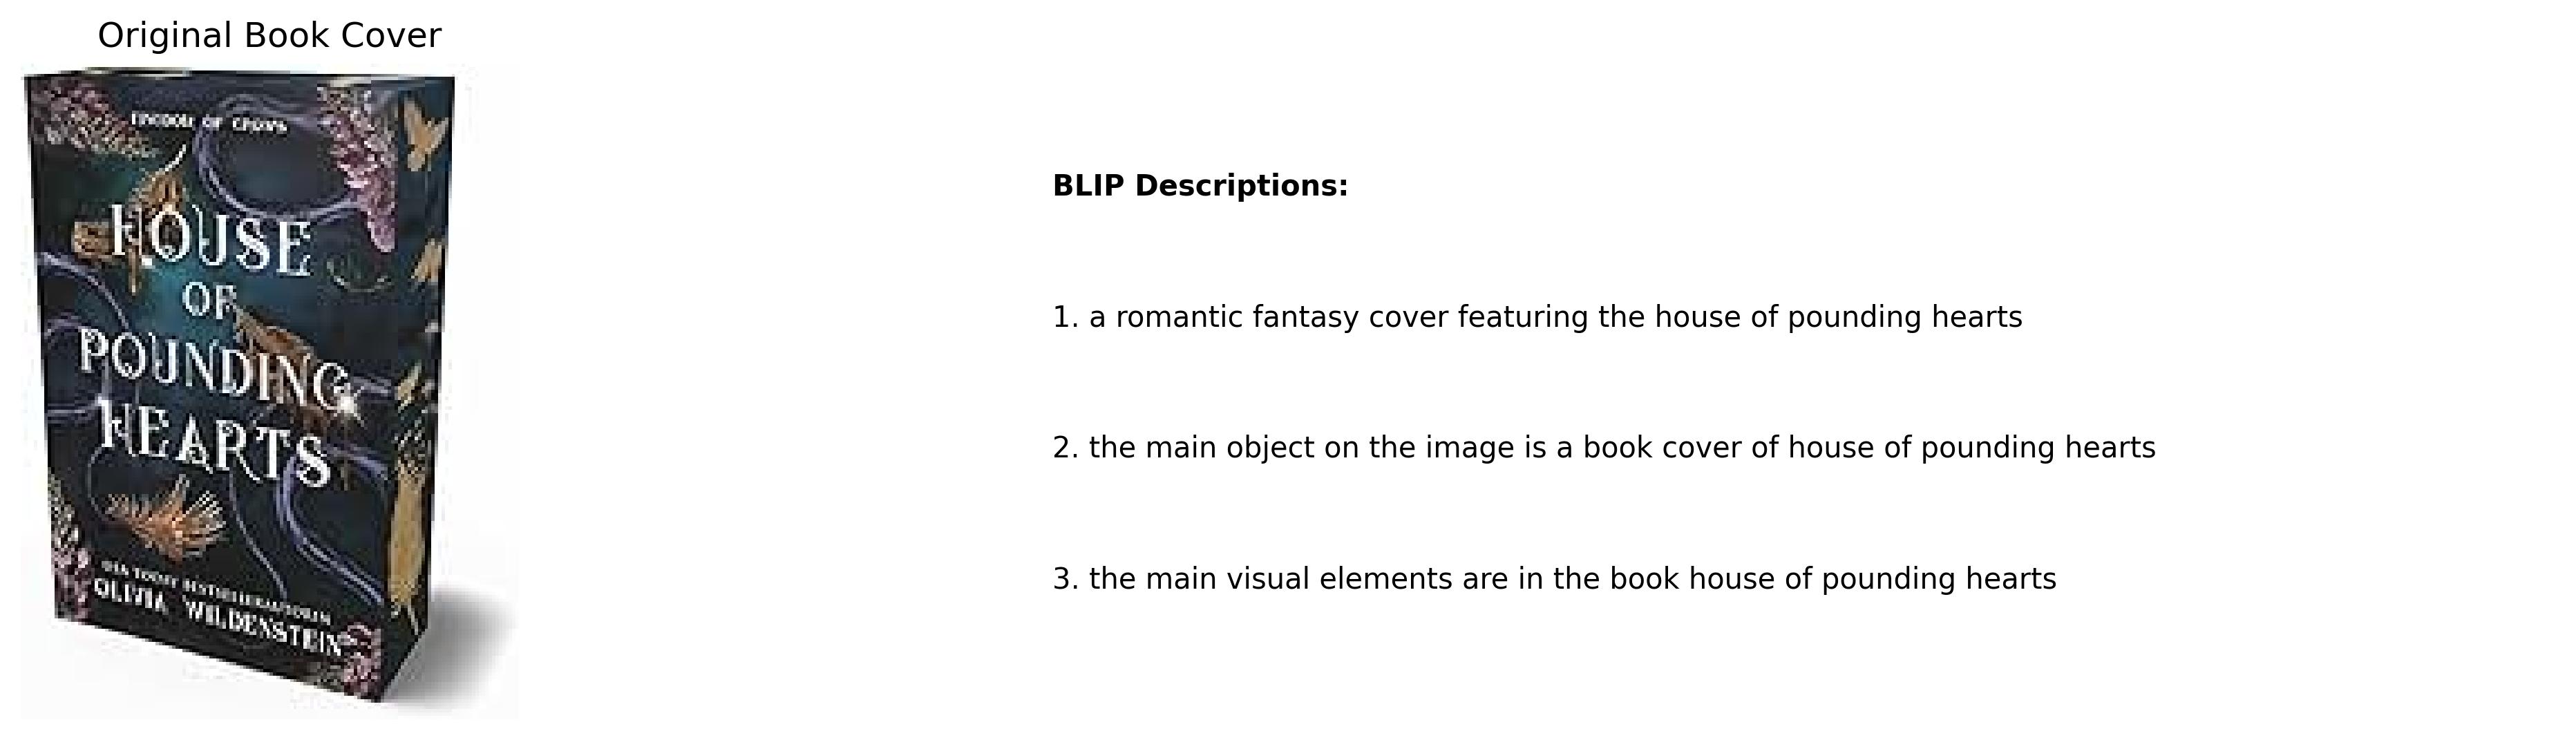 Original Book Cover
KINGDOM OF CROWS
HOUSE
OF
POUNDING
HEARTS
USA TODAY BESTSELLERAUTORIN
OLIVIA WILDENSTEIN
BLIP Descriptions:
1. a romantic fantasy cover featuring the house of pounding hearts
2. the main object on the image is a book cover of house of pounding hearts
3. the main visual elements are in the book house of pounding hearts